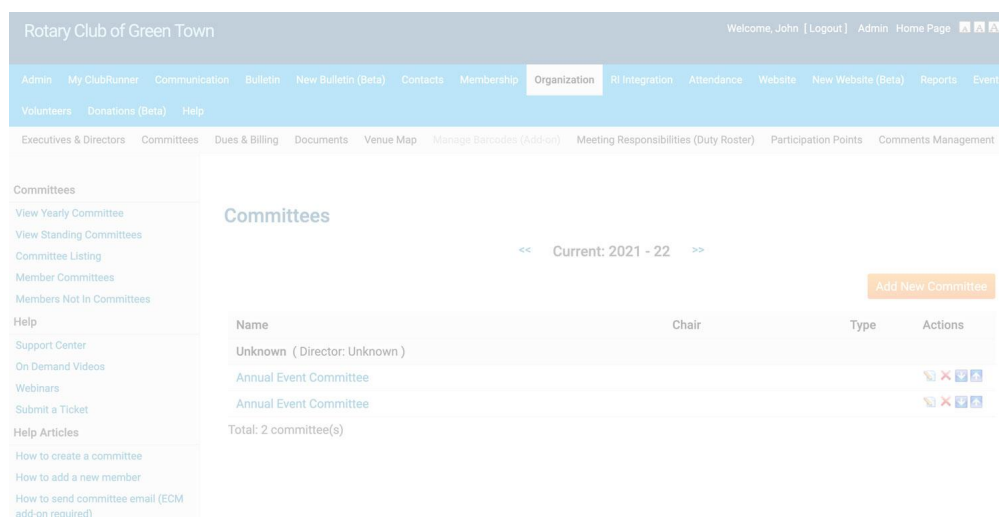 Rotary Club of Green Town
Welcome, John [ Logout ] Admin Home Page A A A
Admin My ClubRunner Communication Bulletin New Bulletin (Beta) Contacts Membership Organization RI Integration Attendance Website New Website (Beta) Reports Event
Volunteers Donations (Beta) Help
Executives & Directors Committees Dues & Billing Documents Venue Map Manage Barcodes (Add-on) Meeting Responsibilities (Duty Roster) Participation Points Comments Management
Committees
View Yearly Committee
View Standing Committees
Committee Listing
Member Committees
Members Not In Committees
Help
Support Center
On Demand Videos
Webinars
Submit a Ticket
Help Articles
How to create a committee
How to add a new member
How to send committee email (ECM
add-on required)
Committees
<< Current: 2021 - 22 >>
Add New Committee
Name Chair Type Actions
Unknown ( Director: Unknown )
Annual Event Committee
Annual Event Committee
Total: 2 committee(s)